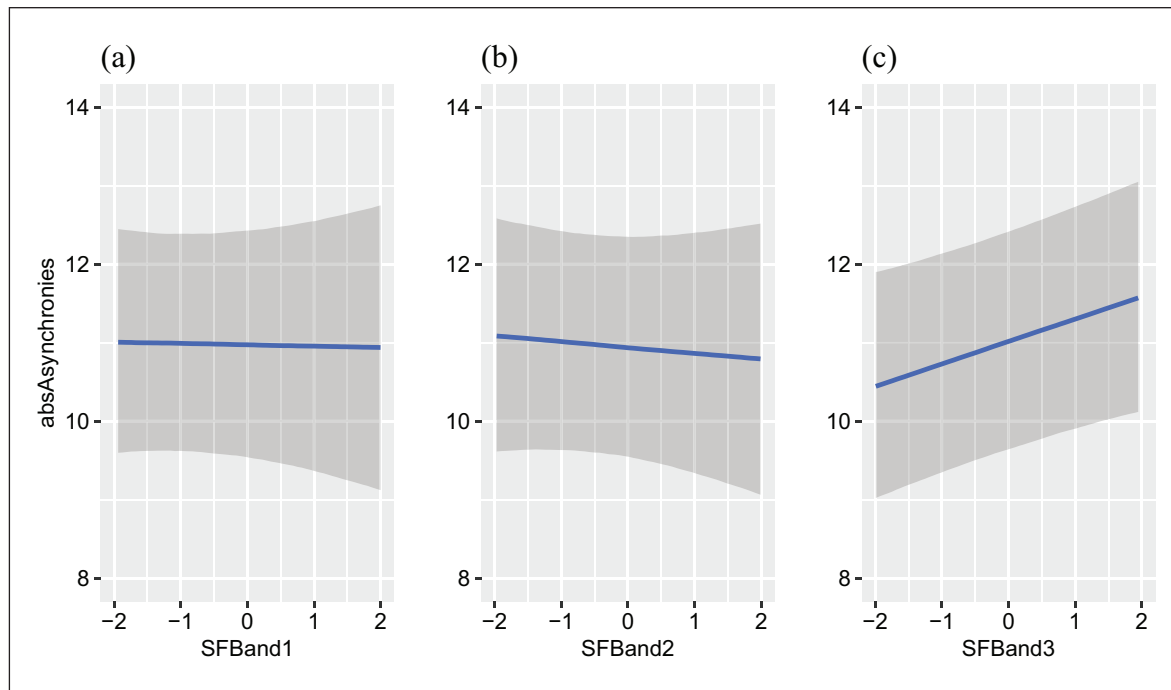 (a) (b) (c)
14 14 14
12 12 12
10 10 10
8 8 8
absAsynchronies
−2 −1 0 1 2 −2 −1 0 1 2 −2 −1 0 1 2
SFBand1 SFBand2 SFBand3